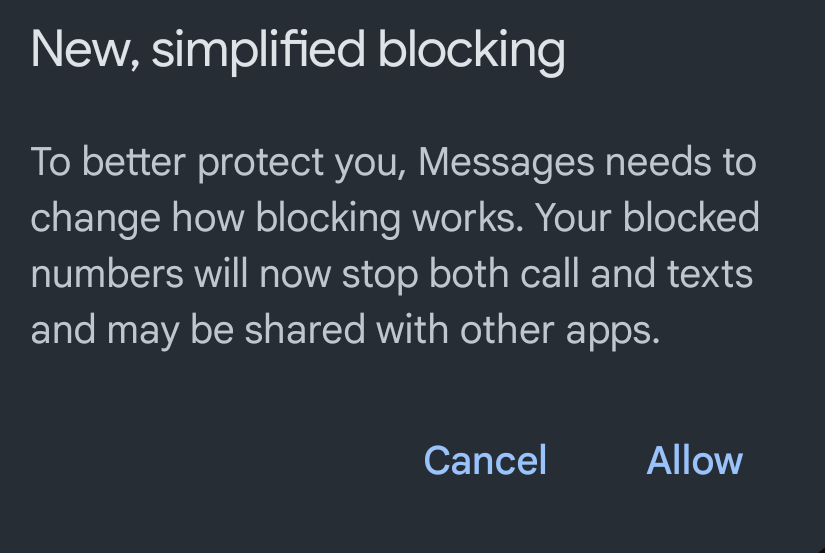 New, simplified blocking
To better protect you, Messages needs to
change how blocking works. Your blocked
numbers will now stop both call and texts
and may be shared with other apps.
Cancel Allow